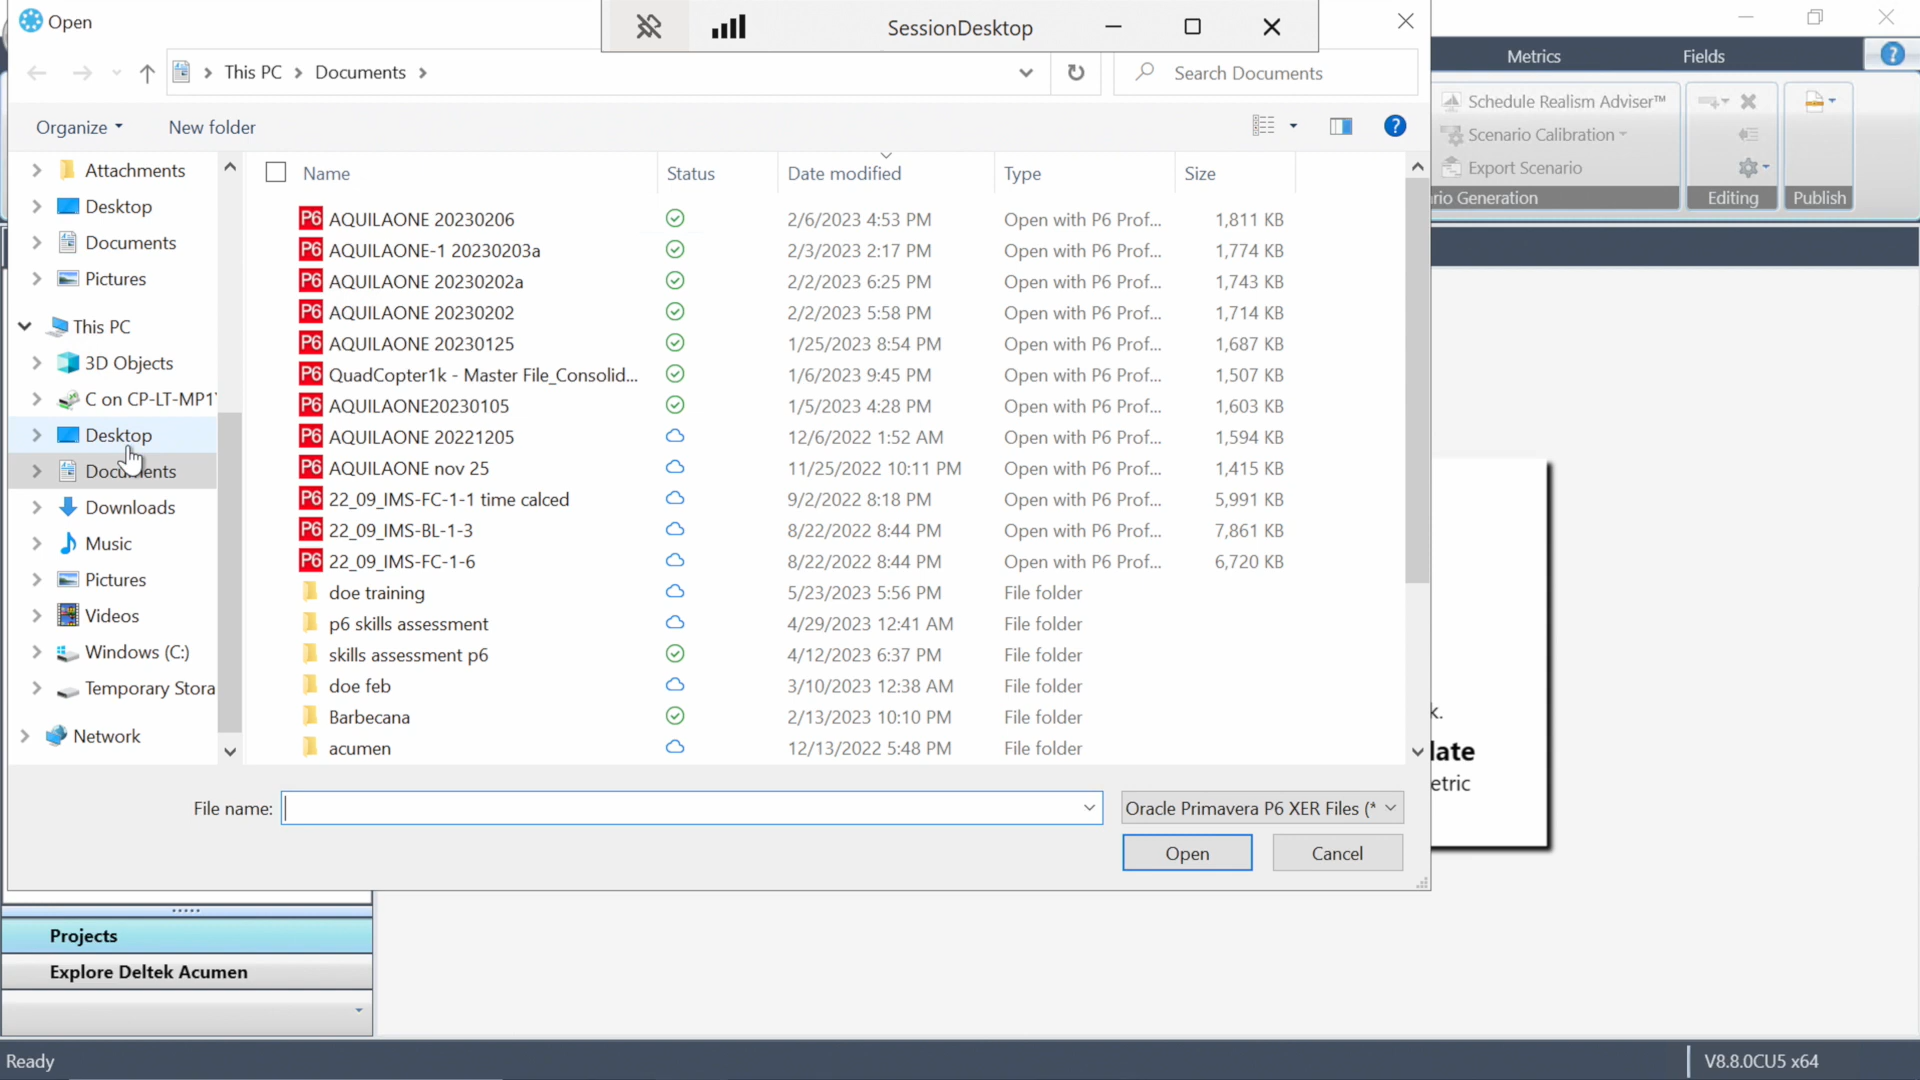 Open
SessionDesktop
This PC
Documents
Search Documents
Metrics
Fields
Organize
New folder
Schedule Realism Adviser™
Scenario Calibration
Export Scenario
rio Generation
Editing
Publish
Attachments
Desktop
Documents
Pictures
This PC
3D Objects
C on CP-LT-MP1
Desktop
Documents
Downloads
Music
Pictures
Videos
Windows (C:)
Temporary Stora
Network
Name Status Date modified Type Size
P6 AQUILAONE 20230206 2/6/2023 4:53 PM Open with P6 Prof... 1,811 KB
P6 AQUILAONE-1 20230203a 2/3/2023 2:17 PM Open with P6 Prof... 1,774 KB
P6 AQUILAONE 20230202a 2/2/2023 6:25 PM Open with P6 Prof... 1,743 KB
P6 AQUILAONE 20230202 2/2/2023 5:58 PM Open with P6 Prof... 1,714 KB
P6 AQUILAONE 20230125 1/25/2023 8:54 PM Open with P6 Prof... 1,687 KB
P6 QuadCopter1k - Master File_Consolid... 1/6/2023 9:45 PM Open with P6 Prof... 1,507 KB
P6 AQUILAONE20230105 1/5/2023 4:28 PM Open with P6 Prof... 1,603 KB
P6 AQUILAONE 20221205 12/6/2022 1:52 AM Open with P6 Prof... 1,594 KB
P6 AQUILAONE nov 25 11/25/2022 10:11 PM Open with P6 Prof... 1,415 KB
P6 22_09_IMS-FC-1-1 time calced 9/2/2022 8:18 PM Open with P6 Prof... 5,991 KB
P6 22_09_IMS-BL-1-3 8/22/2022 8:44 PM Open with P6 Prof... 7,861 KB
P6 22_09_IMS-FC-1-6 8/22/2022 8:44 PM Open with P6 Prof... 6,720 KB
doe training 5/23/2023 5:56 PM File folder
p6 skills assessment 4/29/2023 12:41 AM File folder
skills assessment p6 4/12/2023 6:37 PM File folder
doe feb 3/10/2023 12:38 AM File folder
Barbecana 2/13/2023 10:10 PM File folder
acumen 12/13/2022 5:48 PM File folder
k.
late
etric
File name:
Oracle Primavera P6 XER Files (*
Open
Cancel
Projects
Explore Deltek Acumen
Ready
V8.8.0CU5 x64